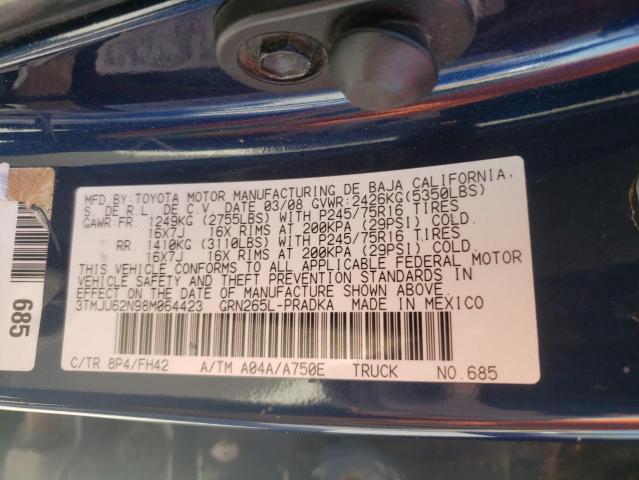 MFD.BY:TOYOTA MOTOR MANUFACTURING DE BAJA CALIFORNIA,
S. DE R.L. DE C.V. DATE 03/08 GVWR:2426KG(5350LBS)
GAWR:FR. 1249KG (2755LBS) WITH P245/75R16 TIRES
16X7J 16X RIMS AT 200KPA (29PSI) COLD.
RR. 1410KG (3110LBS) WITH P245/75R16 TIRES
16X7J 16X RIMS AT 200KPA (29PSI) COLD.
THIS VEHICLE CONFORMS TO ALL APPLICABLE FEDERAL MOTOR
VEHICLE SAFETY AND THEFT PREVENTION STANDARDS IN
EFFECT ON THE DATE OF MANUFACTURE SHOWN ABOVE.
3TMJU62N98M064423 GRN265L-PRADKA MADE IN MEXICO
C/TR 8P4/FH42 A/TM A04A/A750E TRUCK NO.685
685